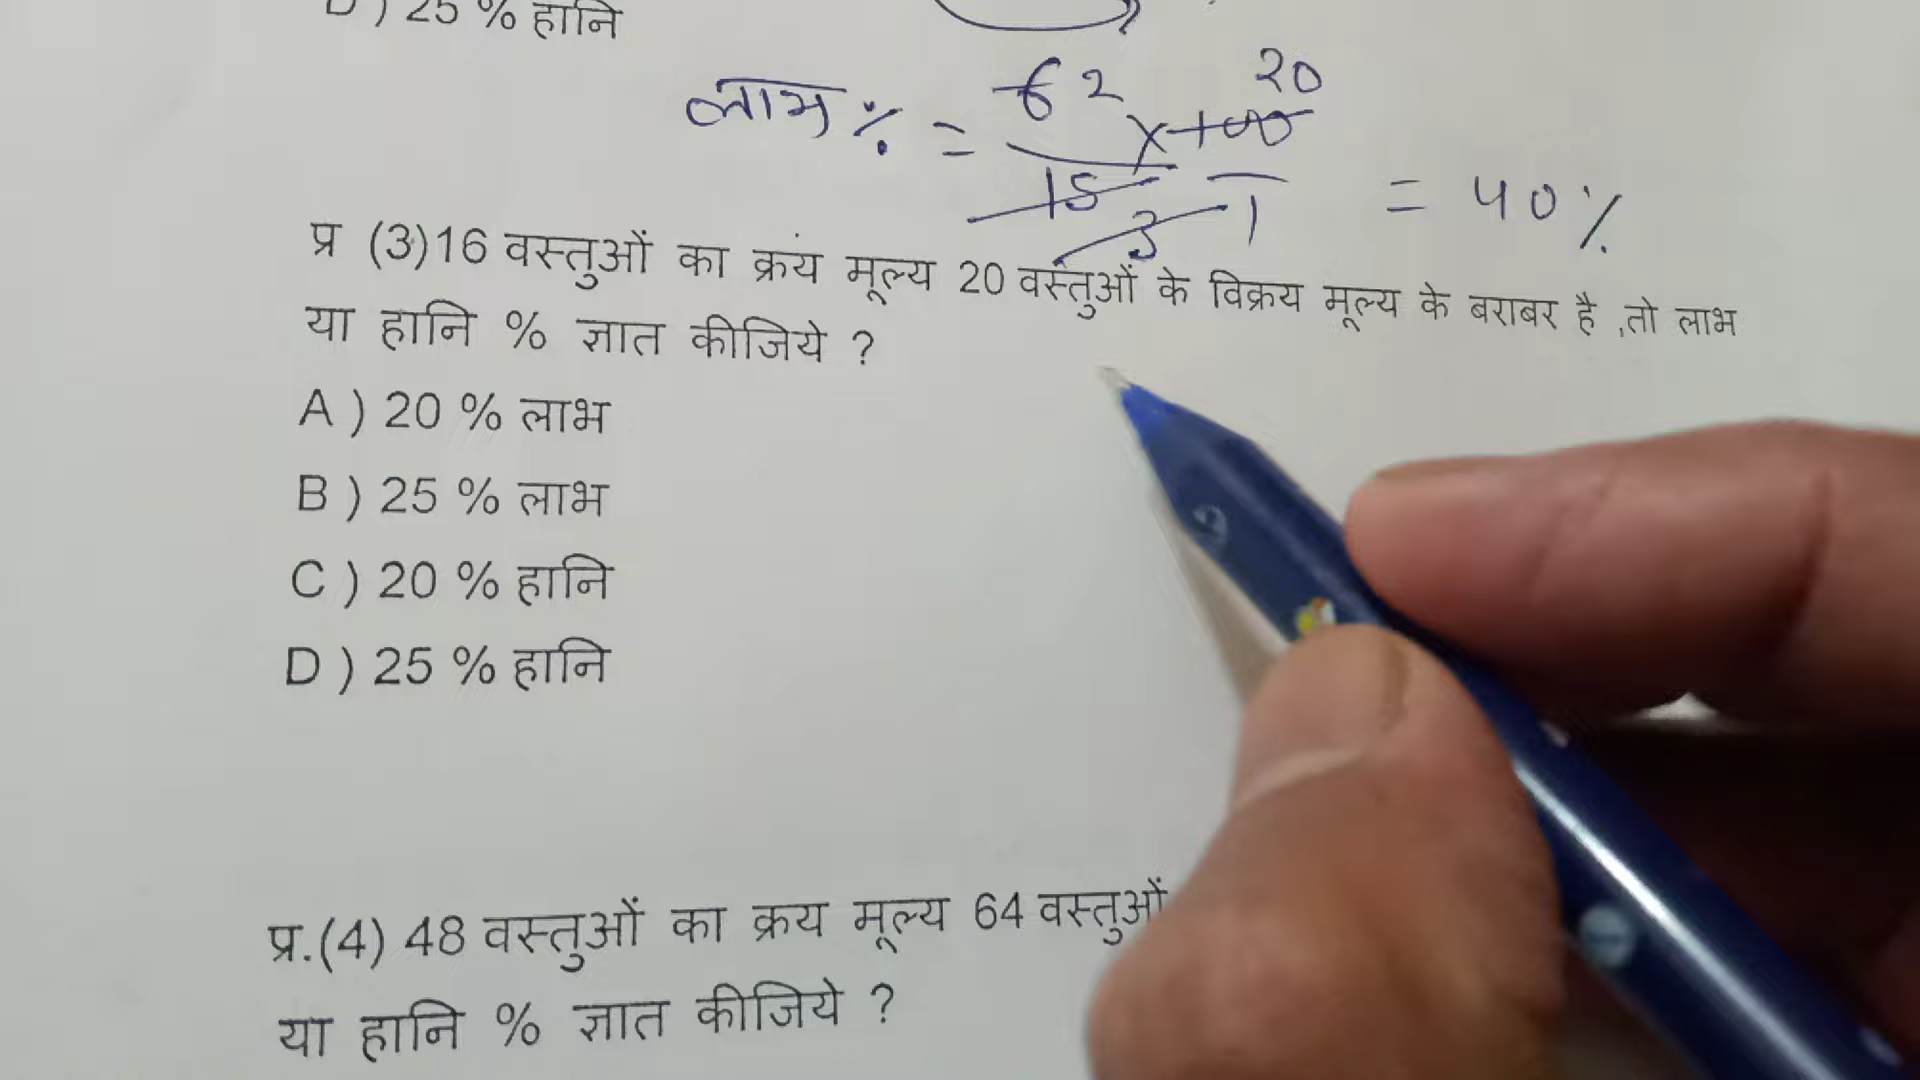 D ) 25 % हानि
लाभ % = 6 2 x 100 20
15 3 1 = 40 %
प्र (3)16 वस्तुओं का क्रय मूल्य 20 वस्तुओं के विक्रय मूल्य के बराबर है ,तो लाभ
या हानि % ज्ञात कीजिये ?
A ) 20 % लाभ
B ) 25 % लाभ
C ) 20 % हानि
D ) 25 % हानि
प्र.(4) 48 वस्तुओं का क्रय मूल्य 64 वस्तुओं
या हानि % ज्ञात कीजिये ?